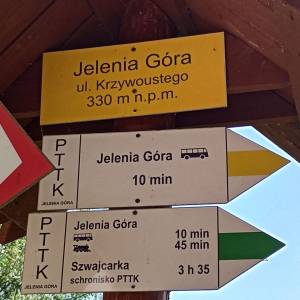 Jelenia Góra
ul. Krzywoustego
330 m n.p.m.
PTTK
JELENIA GÓRA
Jelenia Góra
10 min
PTTK
JELENIA GÓRA
Jelenia Góra
10 min
45 min
Szwajcarka 3 h 35
schronisko PTTK